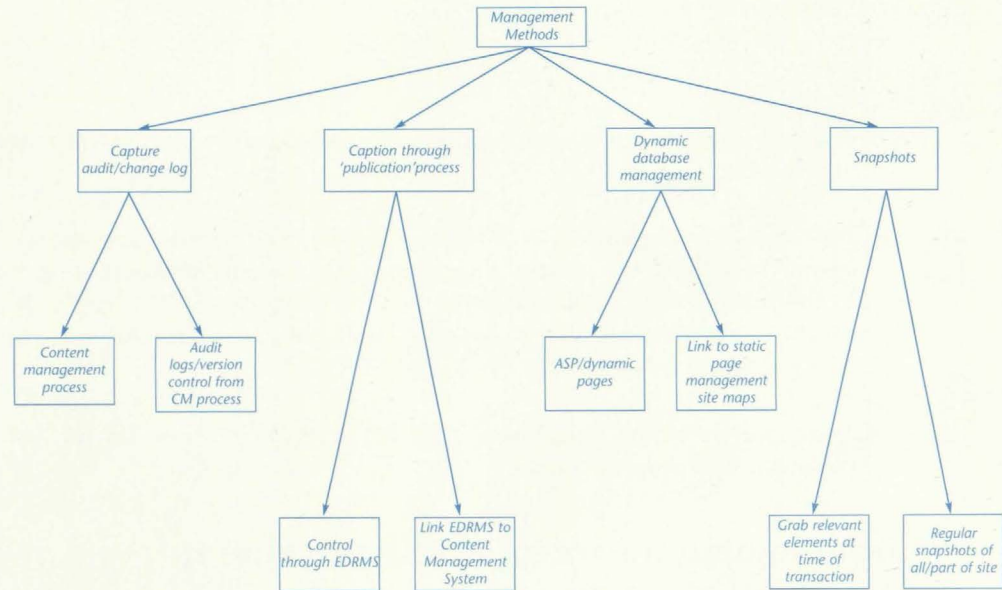 Management
Methods
Capture
audit/change log
Caption through
'publication'process
Dynamic
database
management
Snapshots
Content
management
process
Audit
logs/version
control from
CM process
ASP/dynamic
pages
Link to static
page
management
site maps
Control
through EDRMS
Link EDRMS to
Content
Management
System
Grab relevant
elements at
time of
transaction
Regular
snapshots of
all/part of site